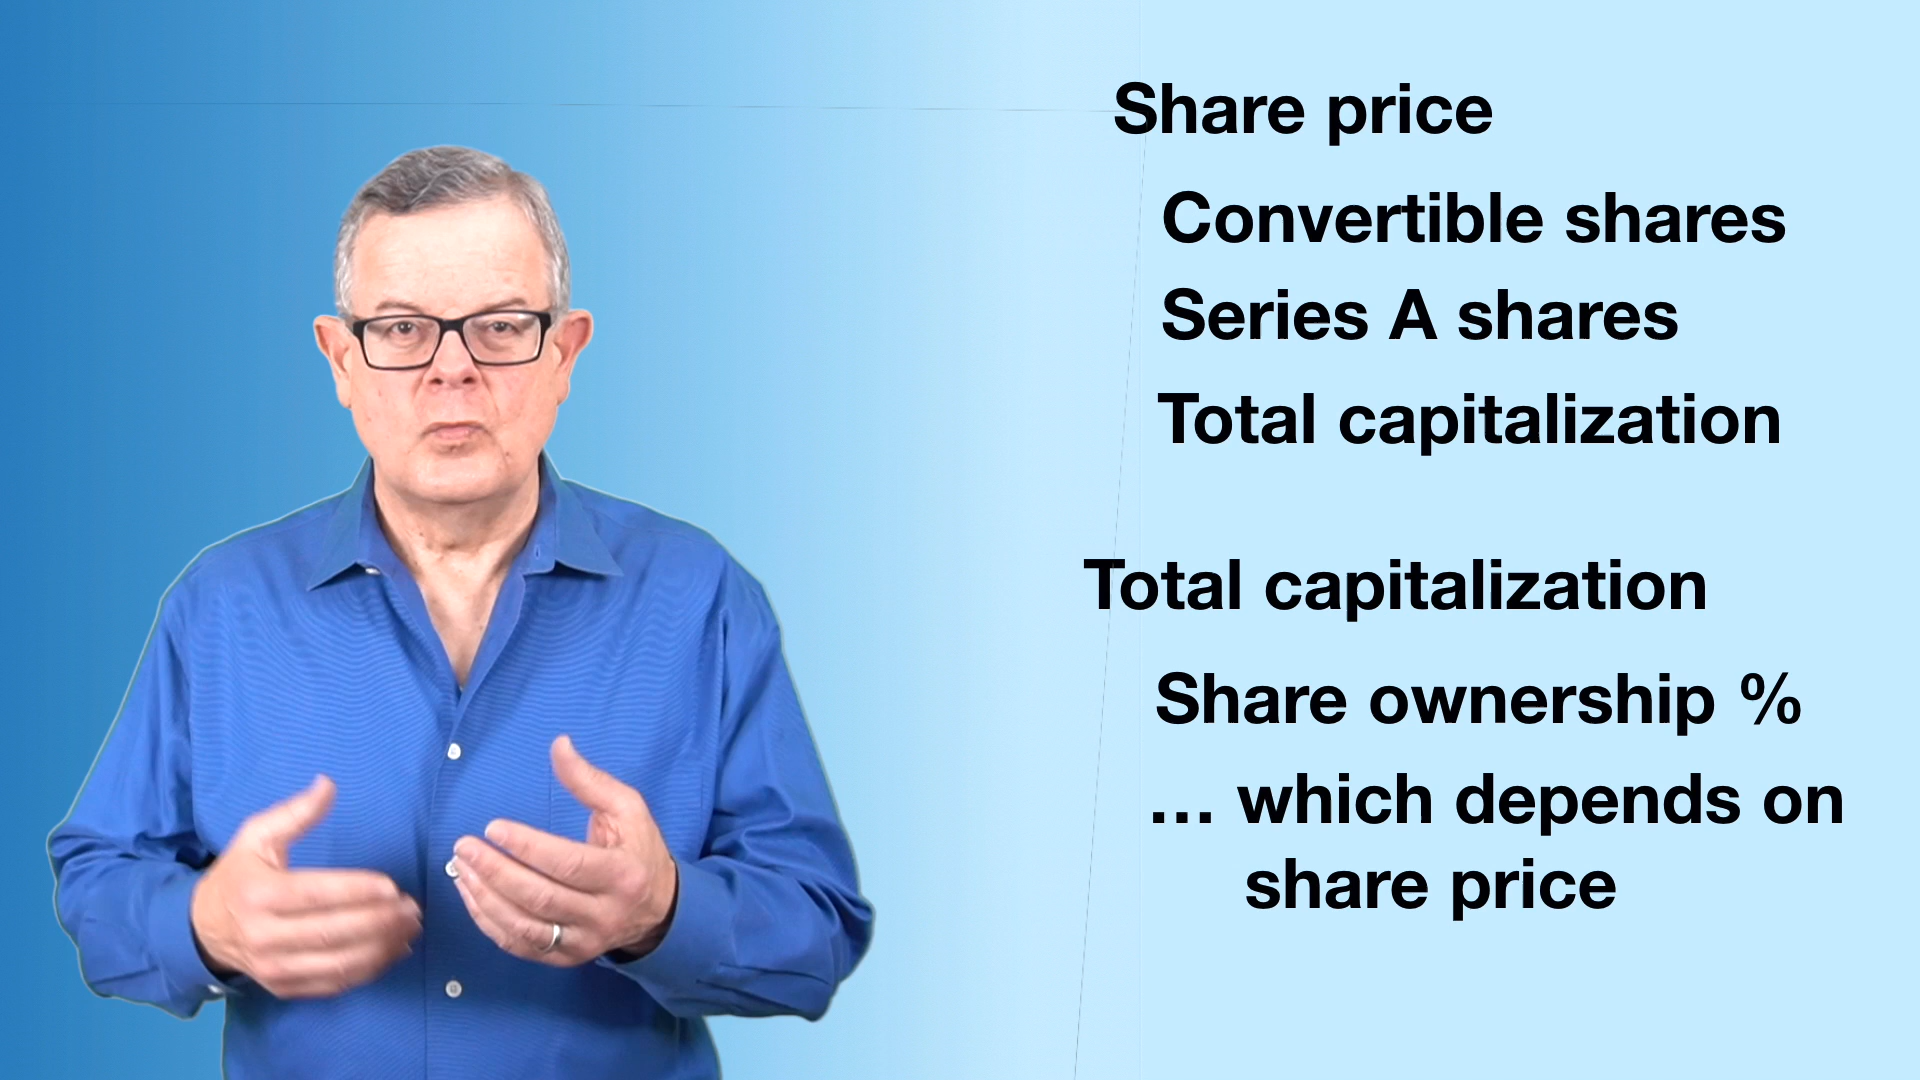 Share price
Convertible shares
Series A shares
Total capitalization
Total capitalization
Share ownership %
… which depends on
share price